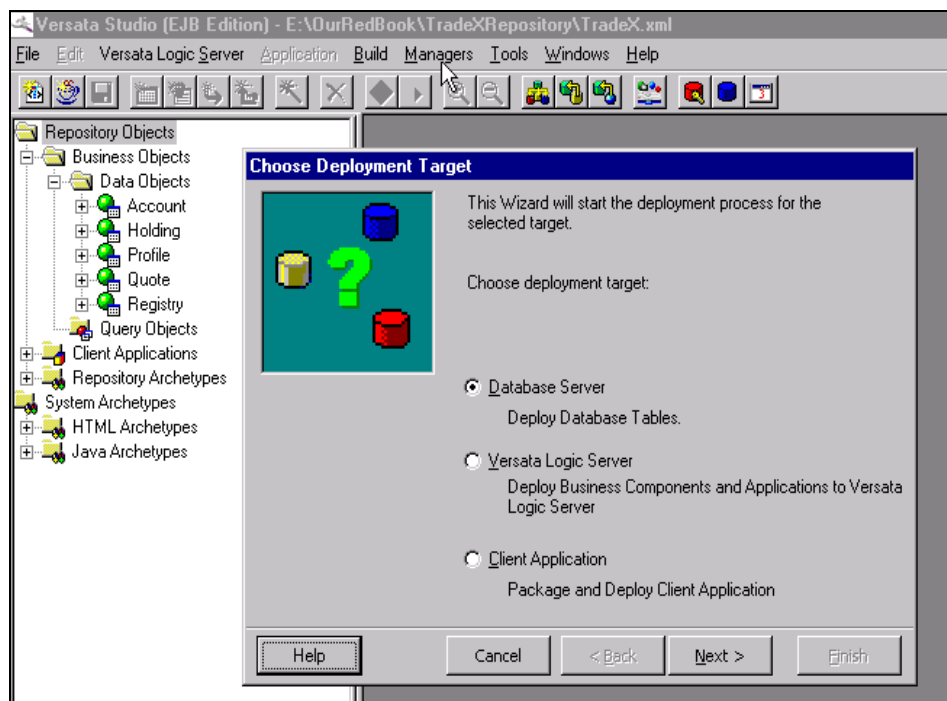 Versata Studio (EJB Edition) - E:\OurRedBook\TradeXRepository\TradeX.xml
File Edit Versata Logic Server Application Build Managers Tools Windows Help
3
Repository Objects
Business Objects
Data Objects
Account
Holding
Profile
Quote
Registry
Query Objects
Client Applications
Repository Archetypes
System Archetypes
HTML Archetypes
Java Archetypes
Choose Deployment Target
?
This Wizard will start the deployment process for the
selected target.
Choose deployment target:
Database Server
Deploy Database Tables.
Versata Logic Server
Deploy Business Components and Applications to Versata
Logic Server
Client Application
Package and Deploy Client Application
Help Cancel < Back Next > Finish